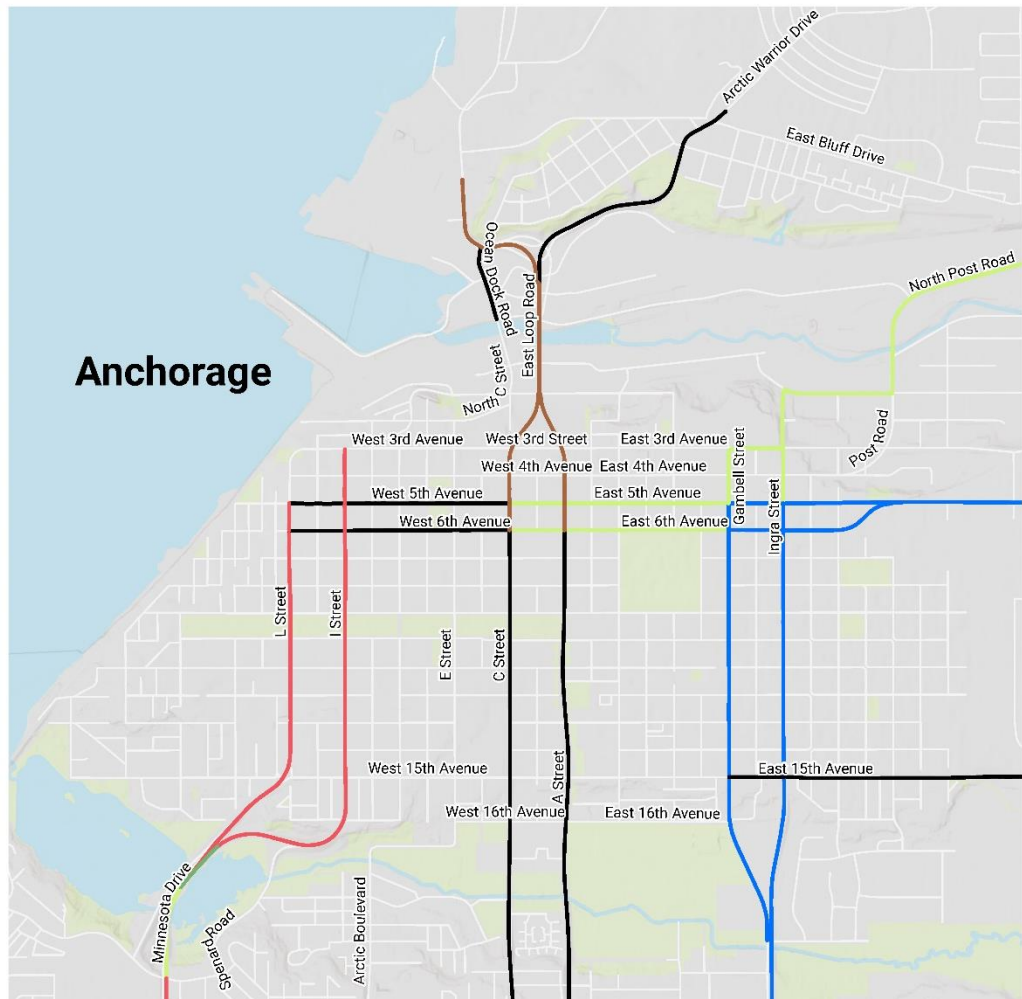 Arctic Warrior Drive
East Bluff Drive
Ocean Dock Road
North Post Road
East Loop Road
Anchorage
North C Street
West 3rd Avenue
West 3rd Street
East 3rd Avenue
Gambell Street
Post Road
West 4th Avenue
East 4th Avenue
West 5th Avenue
East 5th Avenue
West 6th Avenue
East 6th Avenue
Ingra Street
L Street
I Street
E Street
C Street
West 15th Avenue
A Street
East 15th Avenue
West 16th Avenue
East 16th Avenue
Minnesota Drive
Spenard Road
Arctic Boulevard